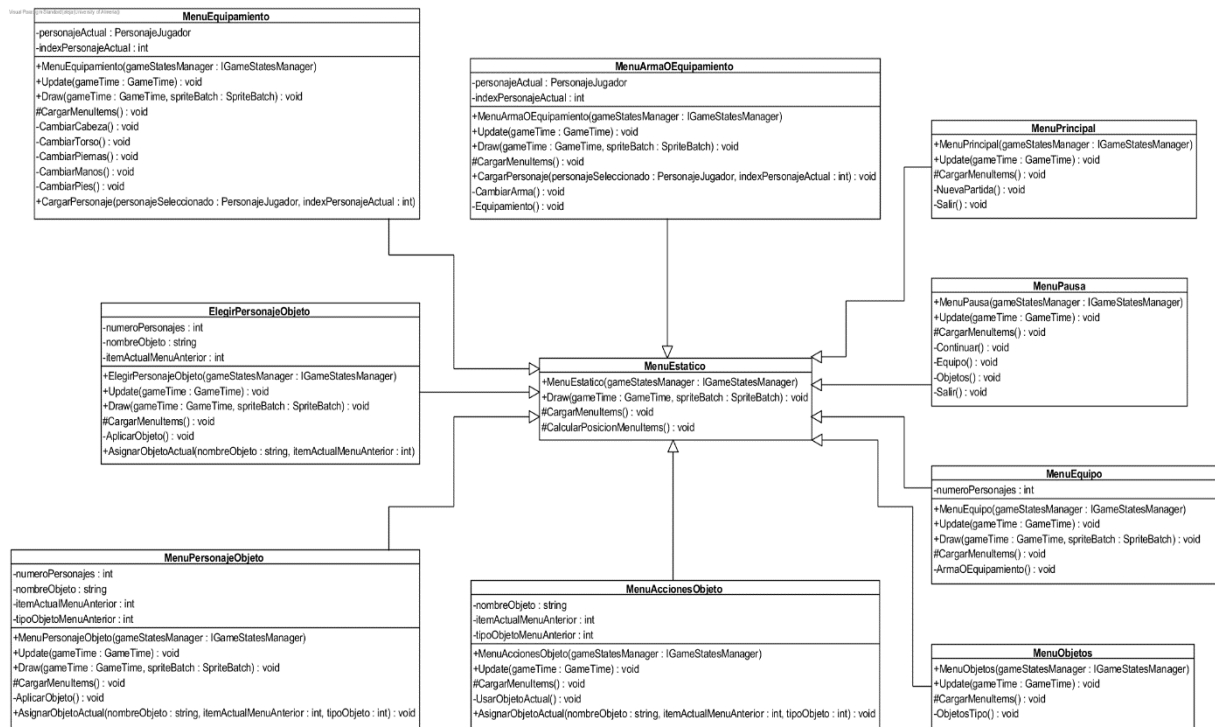 Visual Paradigm Standard Edition(University of Almeria)
MenuEquipamiento
-personajeActual : PersonajeJugador
-indexPersonajeActual : int
+MenuEquipamiento(gameStatesManager : IGameStatesManager)
+Update(gameTime : GameTime) : void
+Draw(gameTime : GameTime, spriteBatch : SpriteBatch) : void
#CargarMenuItems() : void
-CambiarCabeza() : void
-CambiarTorso() : void
-CambiarPiernas() : void
-CambiarManos() : void
-CambiarPies() : void
+CargarPersonaje(personajeSeleccionado : PersonajeJugador, indexPersonajeActual : int)
MenuArmaOEquipamiento
-personajeActual : PersonajeJugador
-indexPersonajeActual : int
+MenuArmaOEquipamiento(gameStatesManager : IGameStatesManager)
+Update(gameTime : GameTime) : void
+Draw(gameTime : GameTime, spriteBatch : SpriteBatch) : void
#CargarMenuItems() : void
+CargarPersonaje(personajeSeleccionado : PersonajeJugador, indexPersonajeActual : int) : void
-CambiarArma() : void
-Equipamiento() : void
MenuPrincipal
+MenuPrincipal(gameStatesManager : IGameStatesManager)
+Update(gameTime : GameTime) : void
#CargarMenuItems() : void
-NuevaPartida() : void
-Salir() : void
MenuPausa
+MenuPausa(gameStatesManager : IGameStatesManager)
+Update(gameTime : GameTime) : void
#CargarMenuItems() : void
-Continuar() : void
-Equipo() : void
-Objetos() : void
-Salir() : void
ElegirPersonajeObjeto
-numeroPersonajes : int
-nombreObjeto : string
-itemActualMenuAnterior : int
+ElegirPersonajeObjeto(gameStatesManager : IGameStatesManager)
+Update(gameTime : GameTime) : void
+Draw(gameTime : GameTime, spriteBatch : SpriteBatch) : void
#CargarMenuItems() : void
-AplicarObjeto() : void
+AsignarObjetoActual(nombreObjeto : string, itemActualMenuAnterior : int)
MenuEstatico
+MenuEstatico(gameStatesManager : IGameStatesManager)
+Draw(gameTime : GameTime, spriteBatch : SpriteBatch) : void
#CargarMenuItems() : void
#CalcularPosicionMenuItems() : void
MenuEquipo
-numeroPersonajes : int
+MenuEquipo(gameStatesManager : IGameStatesManager)
+Update(gameTime : GameTime) : void
+Draw(gameTime : GameTime, spriteBatch : SpriteBatch) : void
#CargarMenuItems() : void
-ArmaOEquipamiento() : void
MenuPersonajeObjeto
-numeroPersonajes : int
-nombreObjeto : string
-itemActualMenuAnterior : int
-tipoObjetoMenuAnterior : int
+MenuPersonajeObjeto(gameStatesManager : IGameStatesManager)
+Update(gameTime : GameTime) : void
+Draw(gameTime : GameTime, spriteBatch : SpriteBatch) : void
#CargarMenuItems() : void
-AplicarObjeto() : void
+AsignarObjetoActual(nombreObjeto : string, itemActualMenuAnterior : int, tipoObjeto : int) : void
MenuAccionesObjeto
-nombreObjeto : string
-itemActualMenuAnterior : int
-tipoObjetoMenuAnterior : int
+MenuAccionesObjeto(gameStatesManager : IGameStatesManager)
+Update(gameTime : GameTime) : void
#CargarMenuItems() : void
-UsarObjetoActual() : void
+AsignarObjetoActual(nombreObjeto : string, itemActualMenuAnterior : int, tipoObjeto : int) : void
MenuObjetos
+MenuObjetos(gameStatesManager : IGameStatesManager)
+Update(gameTime : GameTime) : void
#CargarMenuItems() : void
-ObjetosTipo() : void